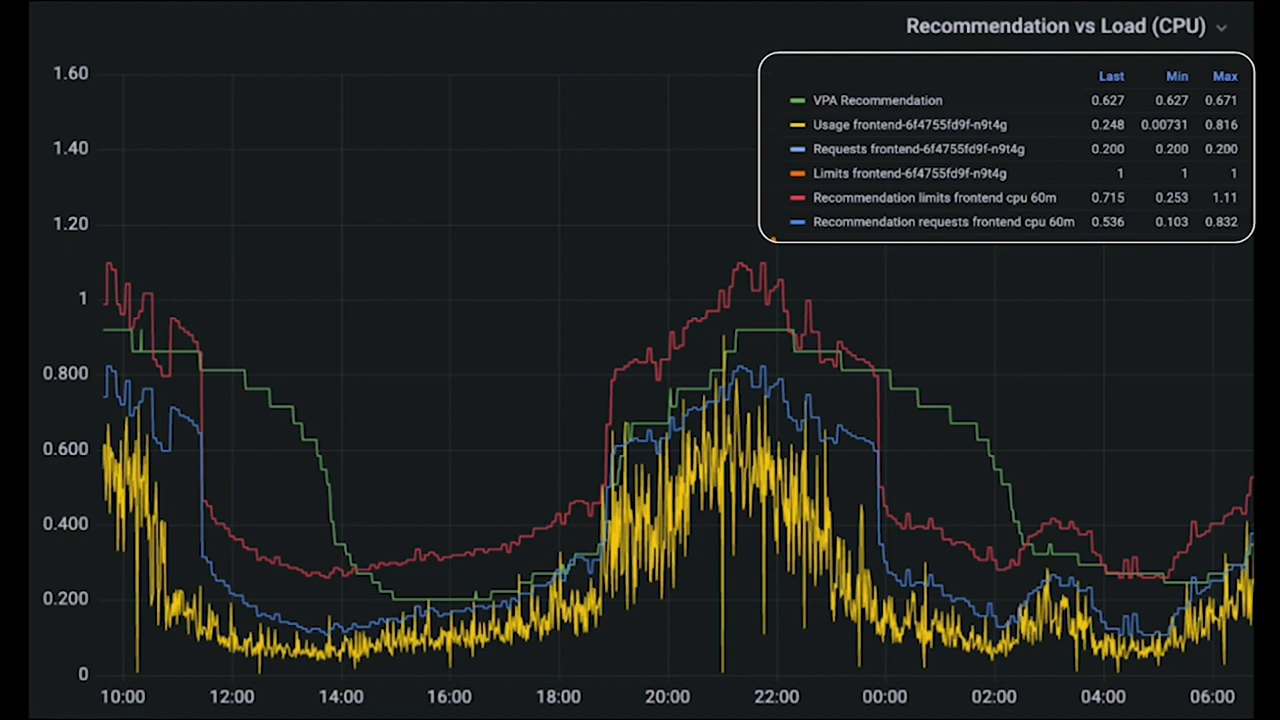 Recommendation vs Load (CPU)
Last Min Max
VPA Recommendation 0.627 0.627 0.671
Usage frontend-6f4755fd9f-n9t4g 0.248 0.00731 0.816
Requests frontend-6f4755fd9f-n9t4g 0.200 0.200 0.200
Limits frontend-6f4755fd9f-n9t4g 1 1 1
Recommendation limits frontend cpu 60m 0.715 0.253 1.11
Recommendation requests frontend cpu 60m 0.536 0.103 0.832
1.60
1.40
1.20
1
0.800
0.600
0.400
0.200
0
10:00 12:00 14:00 16:00 18:00 20:00 22:00 00:00 02:00 04:00 06:00